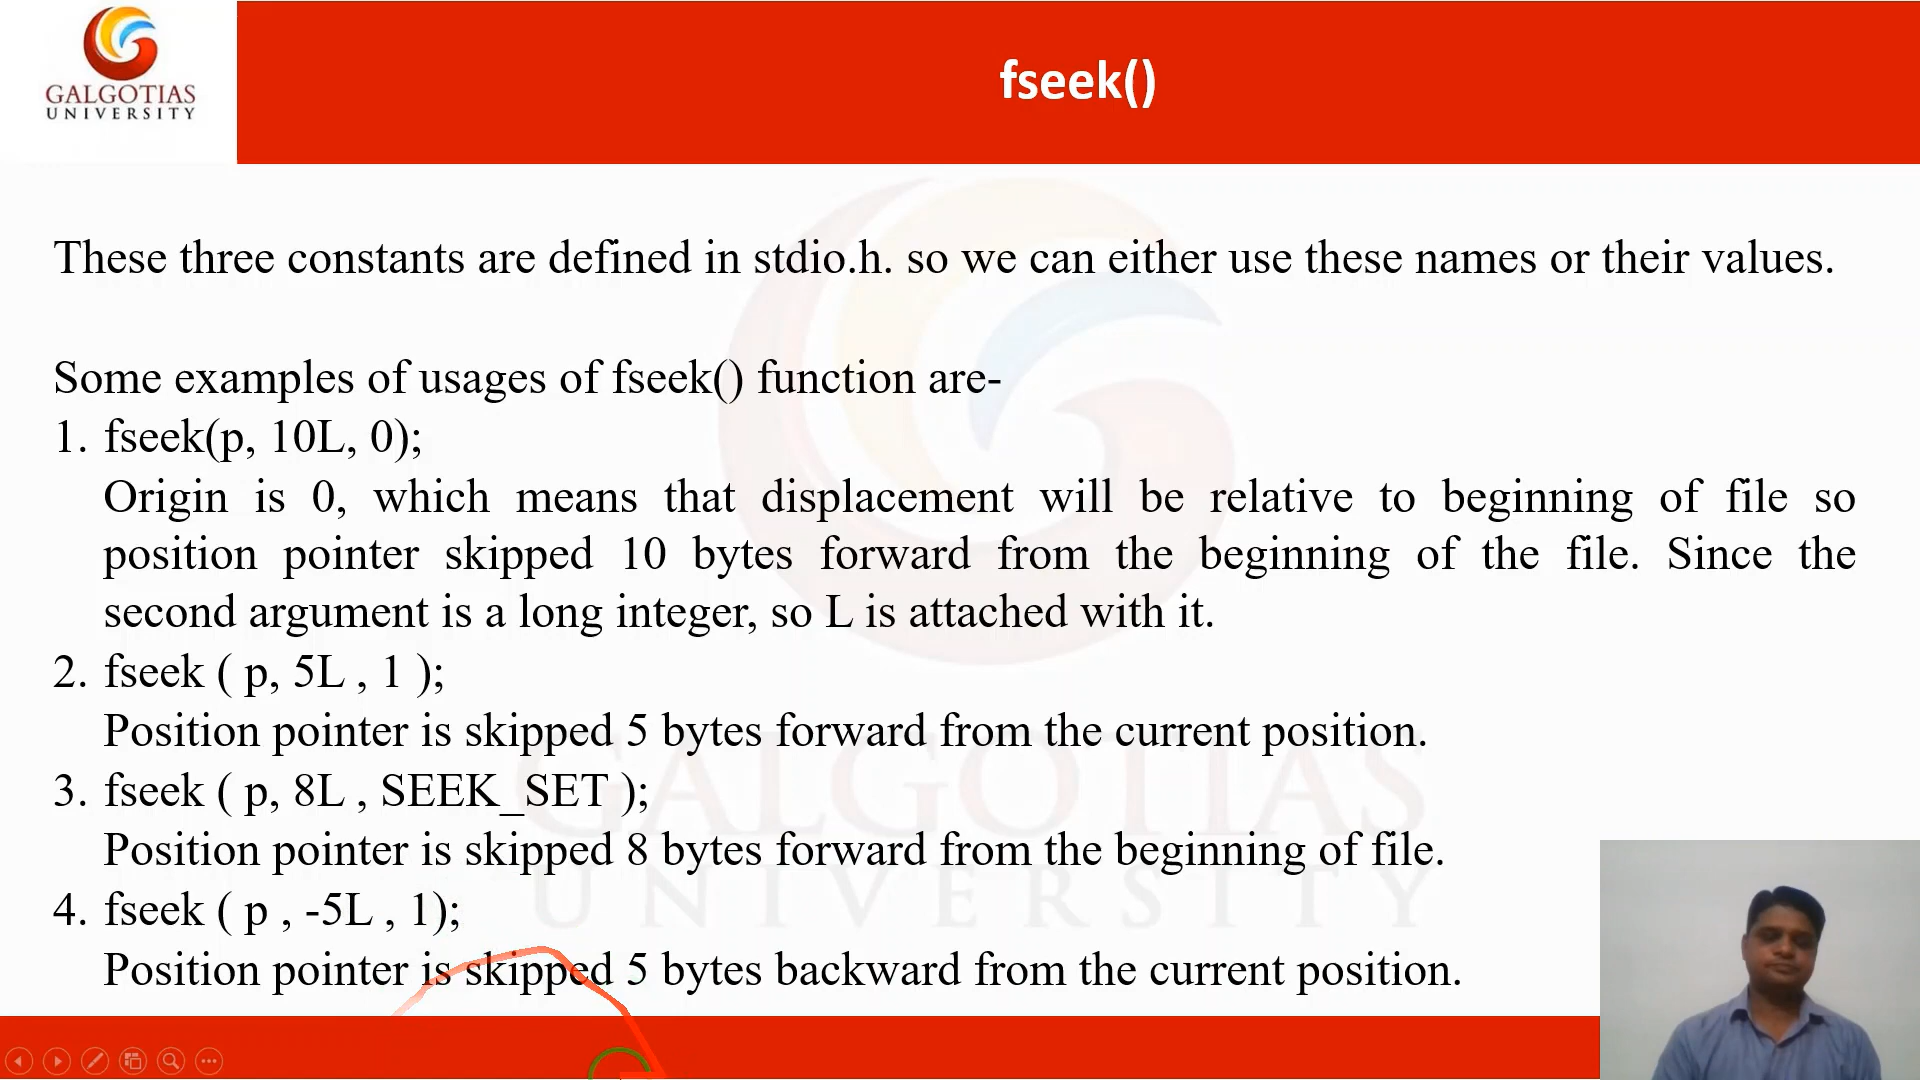 GALGOTIAS
UNIVERSITY
fseek()
These three constants are defined in stdio.h. so we can either use these names or their values.
Some examples of usages of fseek() function are-
1. fseek(p, 10L, 0);
Origin is 0, which means that displacement will be relative to beginning of file so
position pointer skipped 10 bytes forward from the beginning of the file. Since the
second argument is a long integer, so L is attached with it.
2. fseek ( p, 5L , 1 );
Position pointer is skipped 5 bytes forward from the current position.
3. fseek ( p, 8L , SEEK_SET );
Position pointer is skipped 8 bytes forward from the beginning of file.
4. fseek ( p , -5L , 1);
Position pointer is skipped 5 bytes backward from the current position.
GALGOTIAS
UNIVERSITY